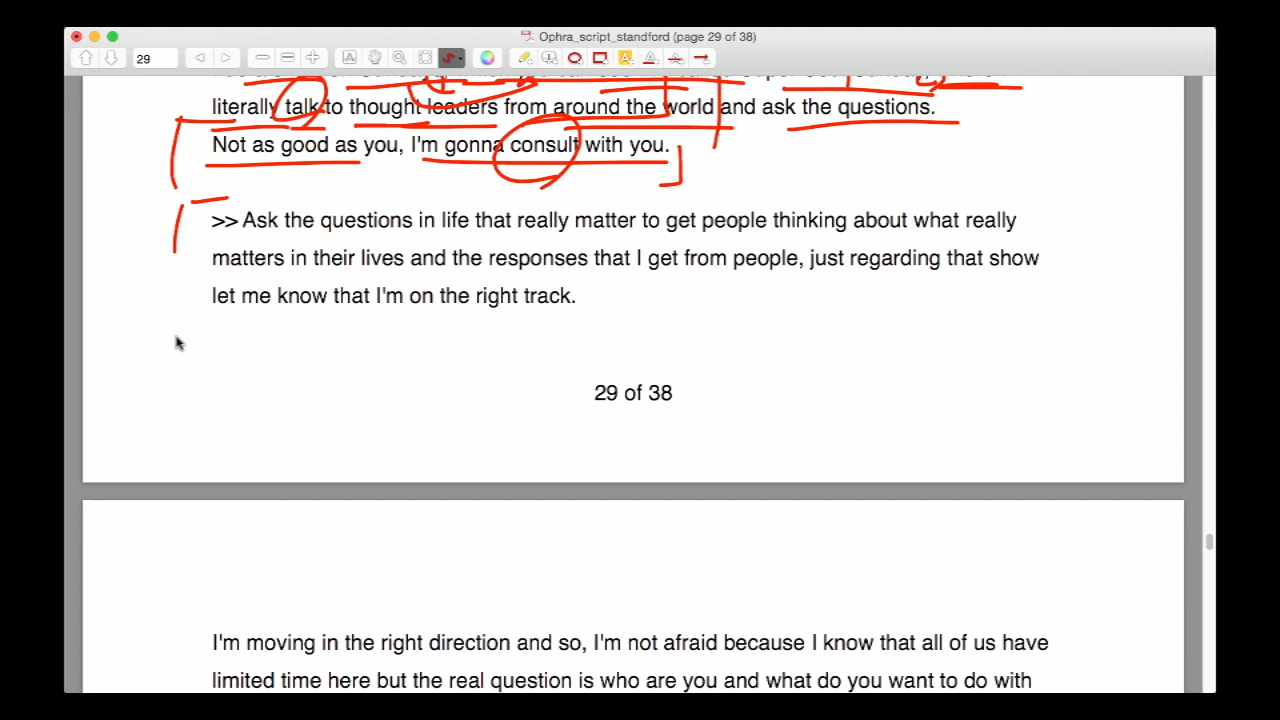 Ophra_script_standford (page 29 of 38)
29
literally talk to thought leaders from around the world and ask the questions.
Not as good as you, I'm gonna consult with you.
>> Ask the questions in life that really matter to get people thinking about what really
matters in their lives and the responses that I get from people, just regarding that show
let me know that I'm on the right track.
29 of 38
I'm moving in the right direction and so, I'm not afraid because I know that all of us have
limited time here but the real question is who are you and what do you want to do with